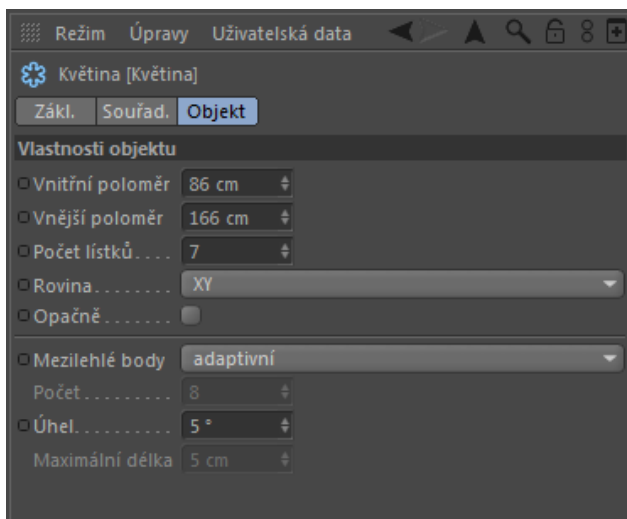 Režim Úpravy Uživatelská data
Květina [Květina]
Zákl. Souřad. Objekt
Vlastnosti objektu
Vnitřní poloměr 86 cm
Vnější poloměr 166 cm
Počet lístků.... 7
Rovina........ XY
Opačně.......
Mezilehlé body adaptivní
Počet......... 8
Úhel.......... 5 °
Maximální délka 5 cm